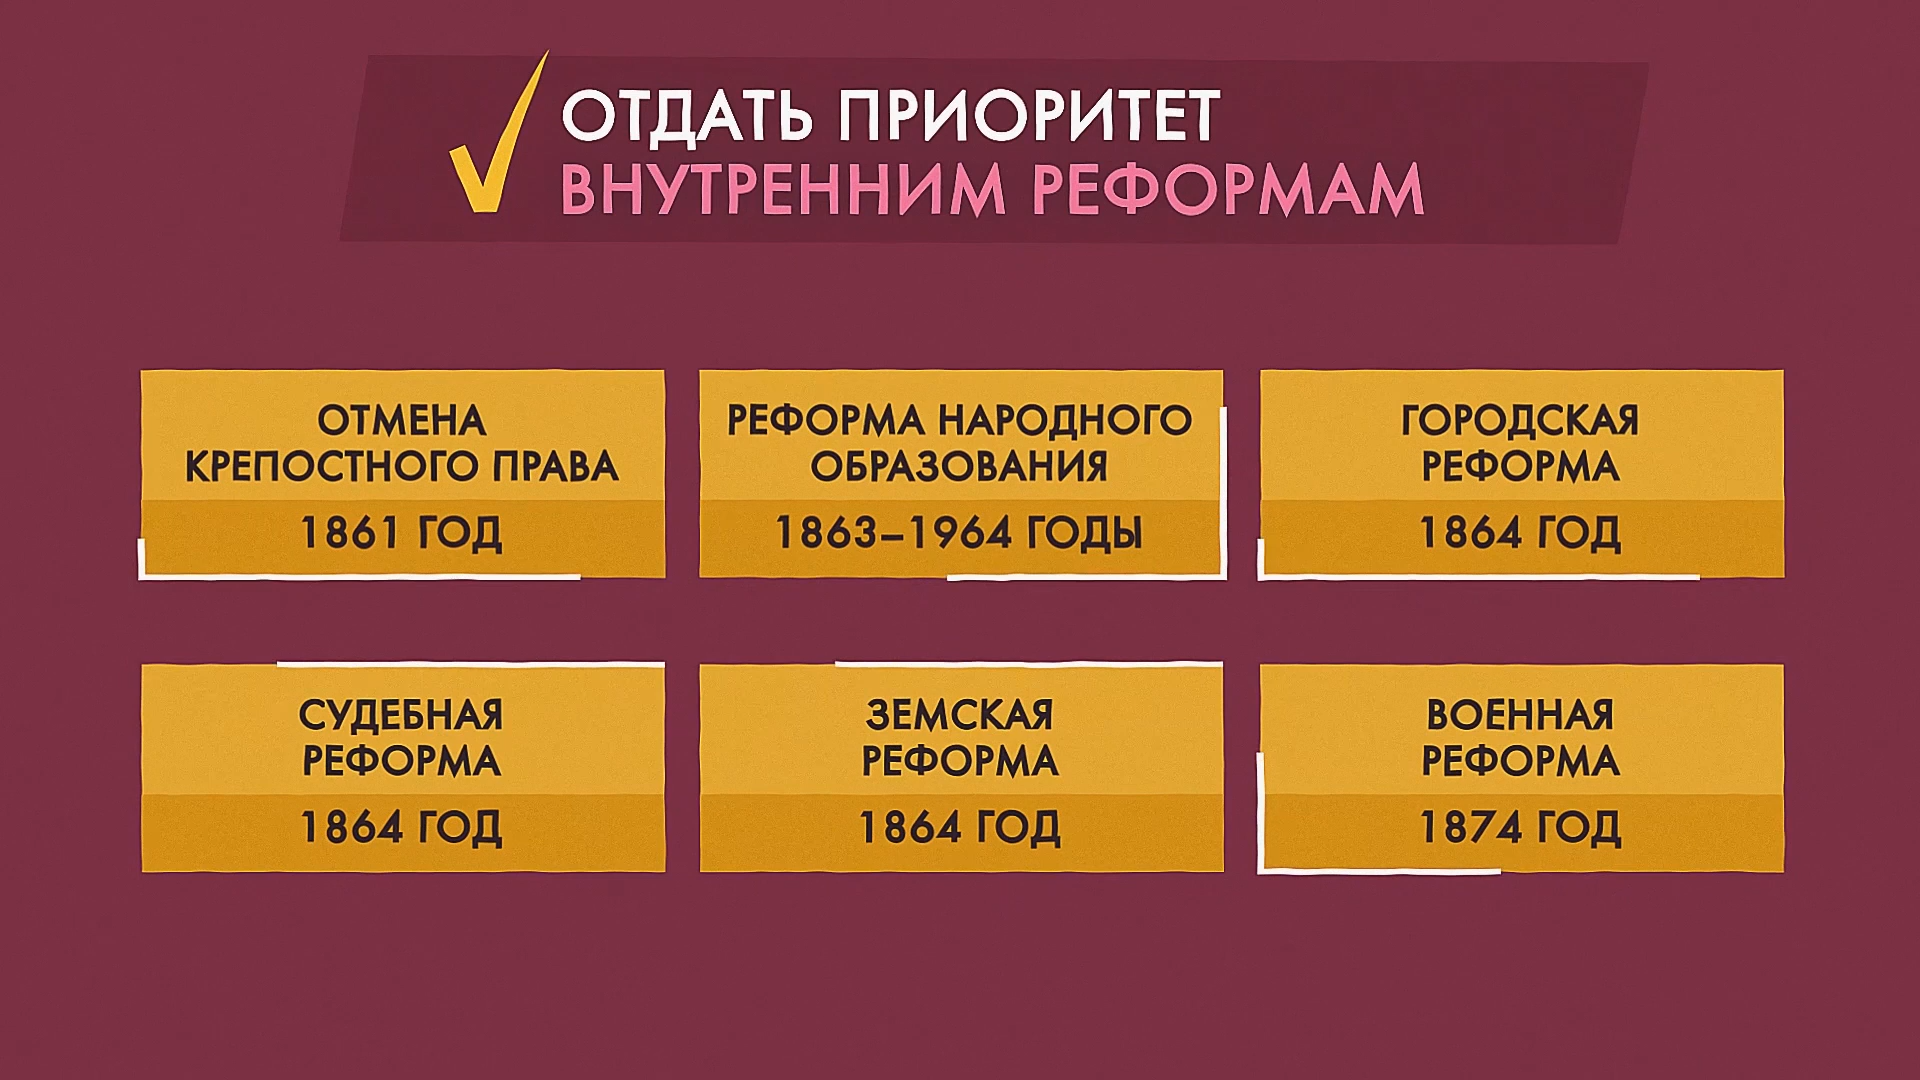 ОТДАТЬ ПРИОРИТЕТ
ВНУТРЕННИМ РЕФОРМАМ
ОТМЕНА
КРЕПОСТНОГО ПРАВА
1861 ГОД
РЕФОРМА НАРОДНОГО
ОБРАЗОВАНИЯ
1863–1964 ГОДЫ
ГОРОДСКАЯ
РЕФОРМА
1864 ГОД
СУДЕБНАЯ
РЕФОРМА
1864 ГОД
ЗЕМСКАЯ
РЕФОРМА
1864 ГОД
ВОЕННАЯ
РЕФОРМА
1874 ГОД